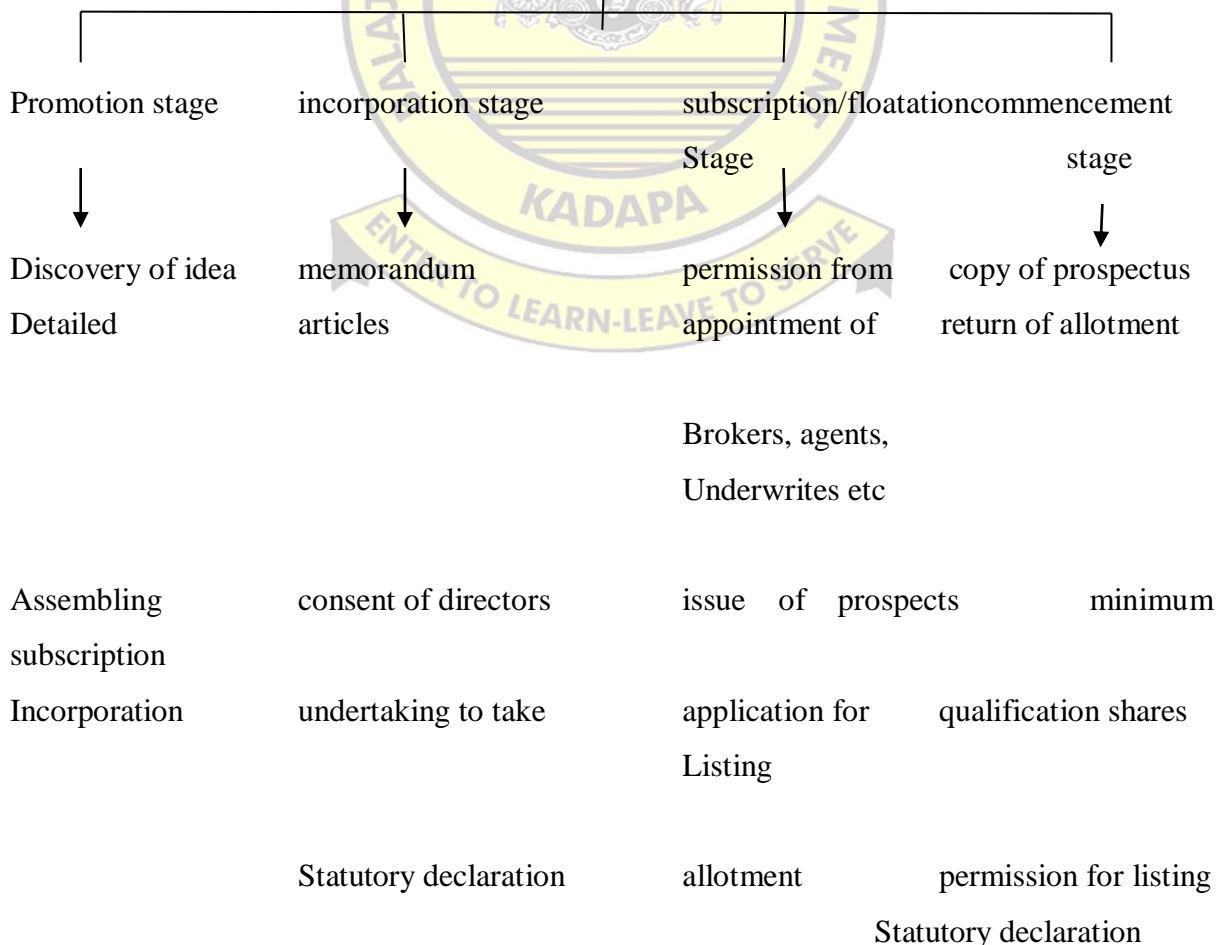 Promotion stage incorporation stage subscription/floatationcommencement
Stage stage
Discovery of idea memorandum permission from copy of prospectus
Detailed articles appointment of return of allotment
Brokers, agents,
Underwrites etc
Assembling consent of directors issue of prospects minimum
subscription
Incorporation undertaking to take application for qualification shares
Listing
Statutory declaration allotment permission for listing
Statutory declaration
KADAPA
ENTER TO LEARN-LEAVE TO SERVE